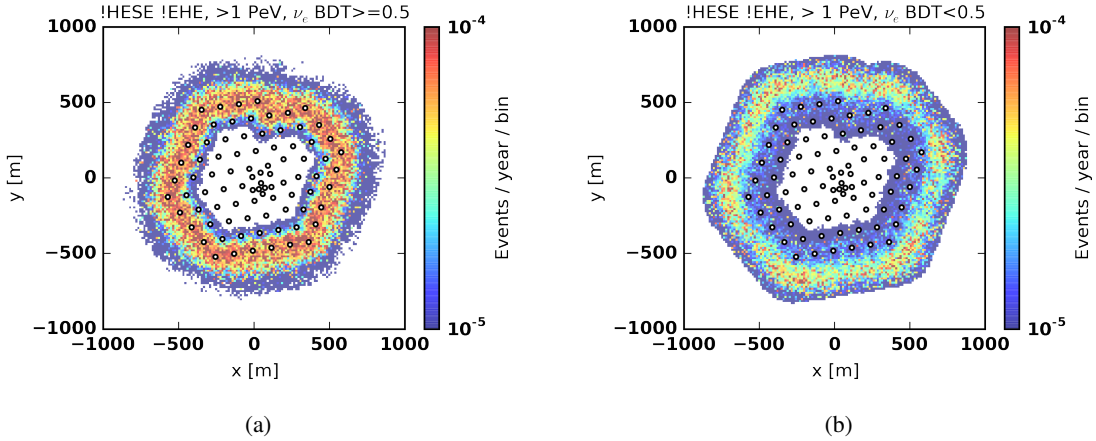 !HESE !EHE, >1 PeV, νₑ BDT>=0.5
1000
500
0
−500
−1000
y [m]
−1000 −500 0 500 1000
x [m]
10⁻⁴
10⁻⁵
Events / year / bin
(a)
!HESE !EHE, > 1 PeV, νₑ BDT<0.5
1000
500
0
−500
−1000
y [m]
−1000 −500 0 500 1000
x [m]
10⁻⁴
10⁻⁵
Events / year / bin
(b)